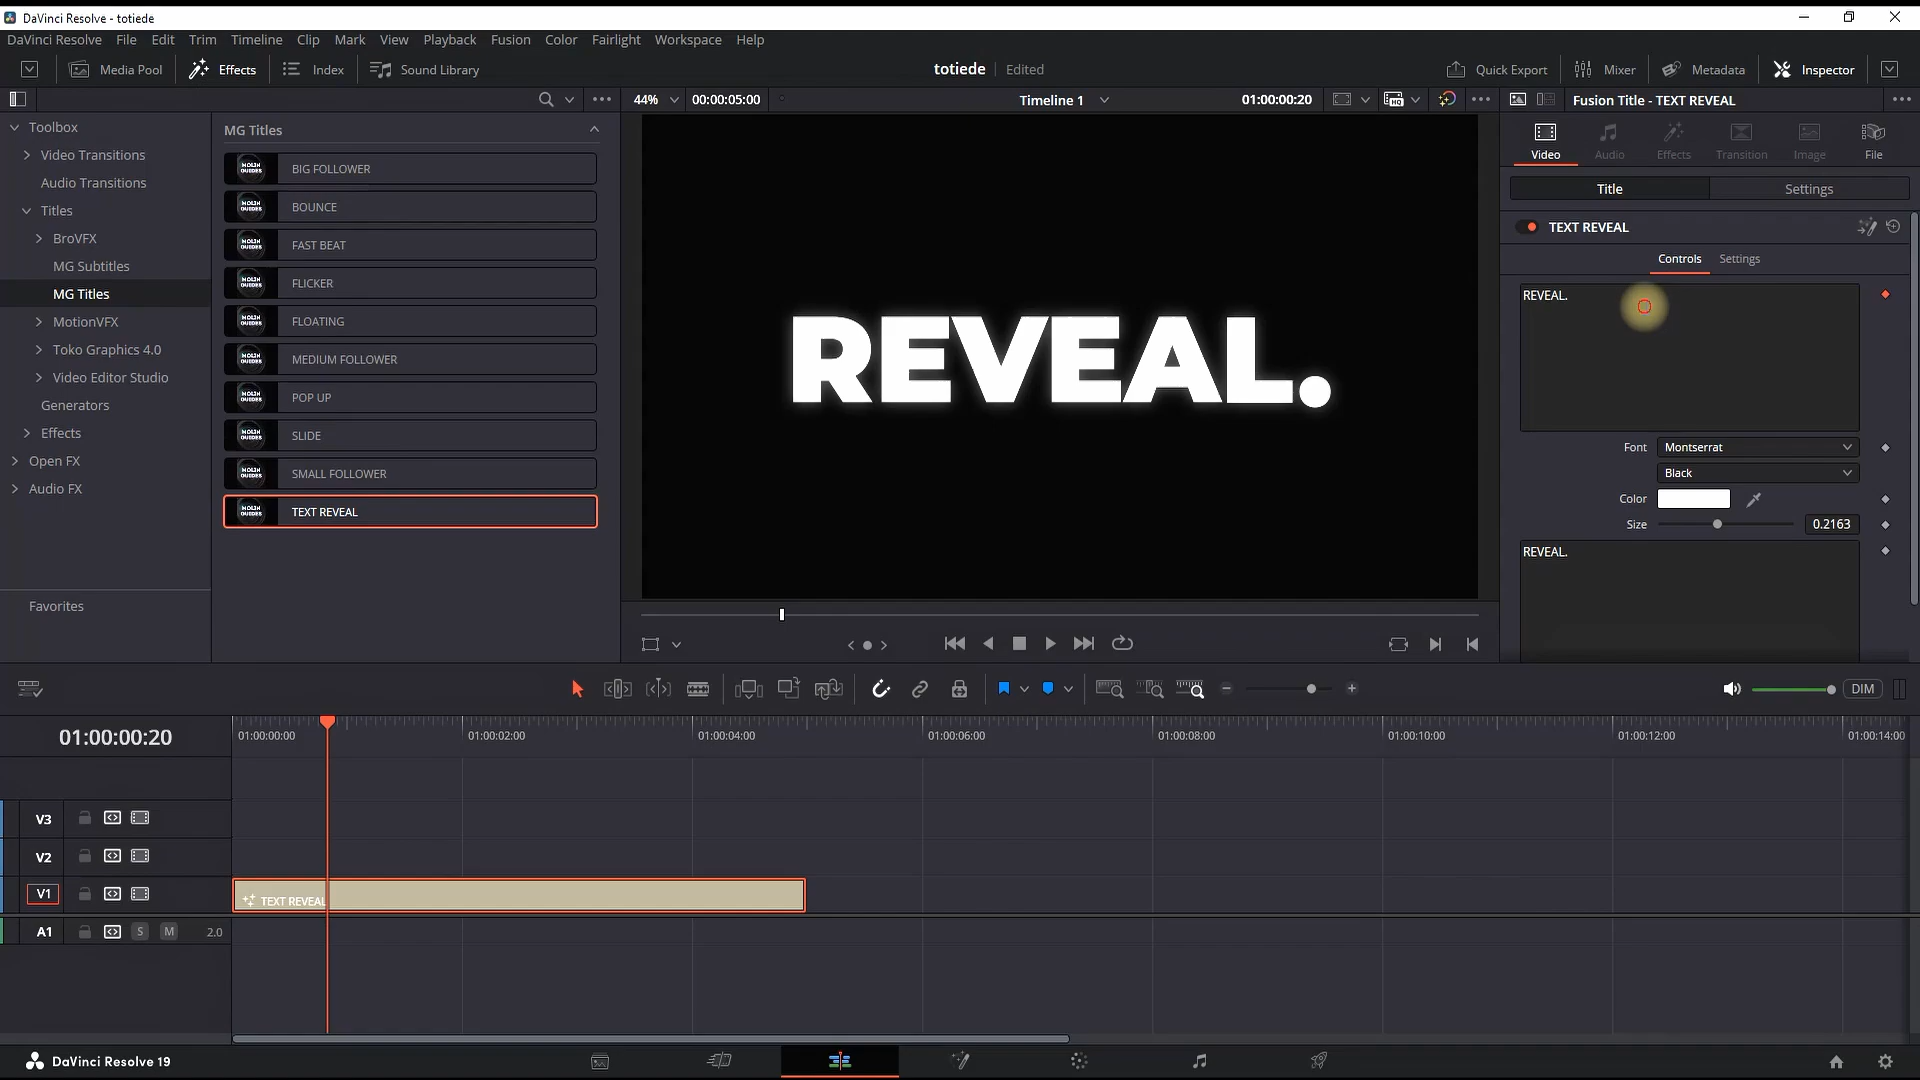 DaVinci Resolve - totiede
DaVinci Resolve File Edit Trim Timeline Clip Mark View Playback Fusion Color Fairlight Workspace Help
Media Pool Effects Index Sound Library totiede Edited Quick Export Mixer Metadata Inspector
44% 00:00:05:00 Timeline 1 01:00:00:20 Fusion Title - TEXT REVEAL
Toolbox
Video Transitions
Audio Transitions
Titles
BroVFX
MG Subtitles
MG Titles
MotionVFX
Toko Graphics 4.0
Video Editor Studio
Generators
Effects
Open FX
Audio FX
Favorites
MG Titles
BIG FOLLOWER
BOUNCE
FAST BEAT
FLICKER
FLOATING
MEDIUM FOLLOWER
POP UP
SLIDE
SMALL FOLLOWER
TEXT REVEAL
REVEAL.
Video Audio Effects Transition Image File
Title Settings
TEXT REVEAL
Controls Settings
REVEAL.
Font Montserrat
Black
Color
Size 0.2163
REVEAL.
DIM
01:00:00:20
01:00:00:00 01:00:02:00 01:00:04:00 01:00:06:00 01:00:08:00 01:00:10:00 01:00:12:00 01:00:14:00
V3
V2
V1
TEXT REVEAL
A1 S M 2.0
DaVinci Resolve 19